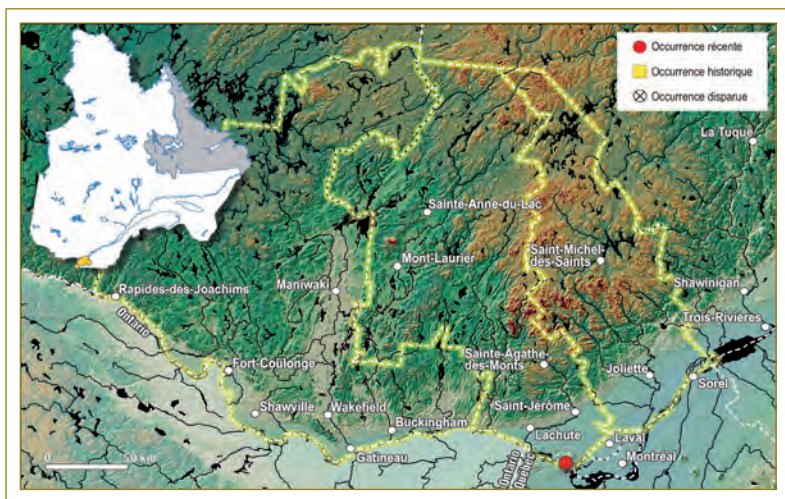 Occurrence récente
Occurrence historique
Occurrence disparue
La Tuque
Sainte-Anne-du-Lac
Saint-Michel-
des-Saints
Mont-Laurier
Maniwaki
Rapides-des-Joachims
Shawinigan
Ontario
Trois-Rivières
Fort-Coulonge
Sainte-Agathe-
des-Monts
Joliette
Sorel
Shawville
Wakefield
Saint-Jérôme
Buckingham
Lachute
Laval
Gatineau
Montréal
Ontario
Québec
0 50 km